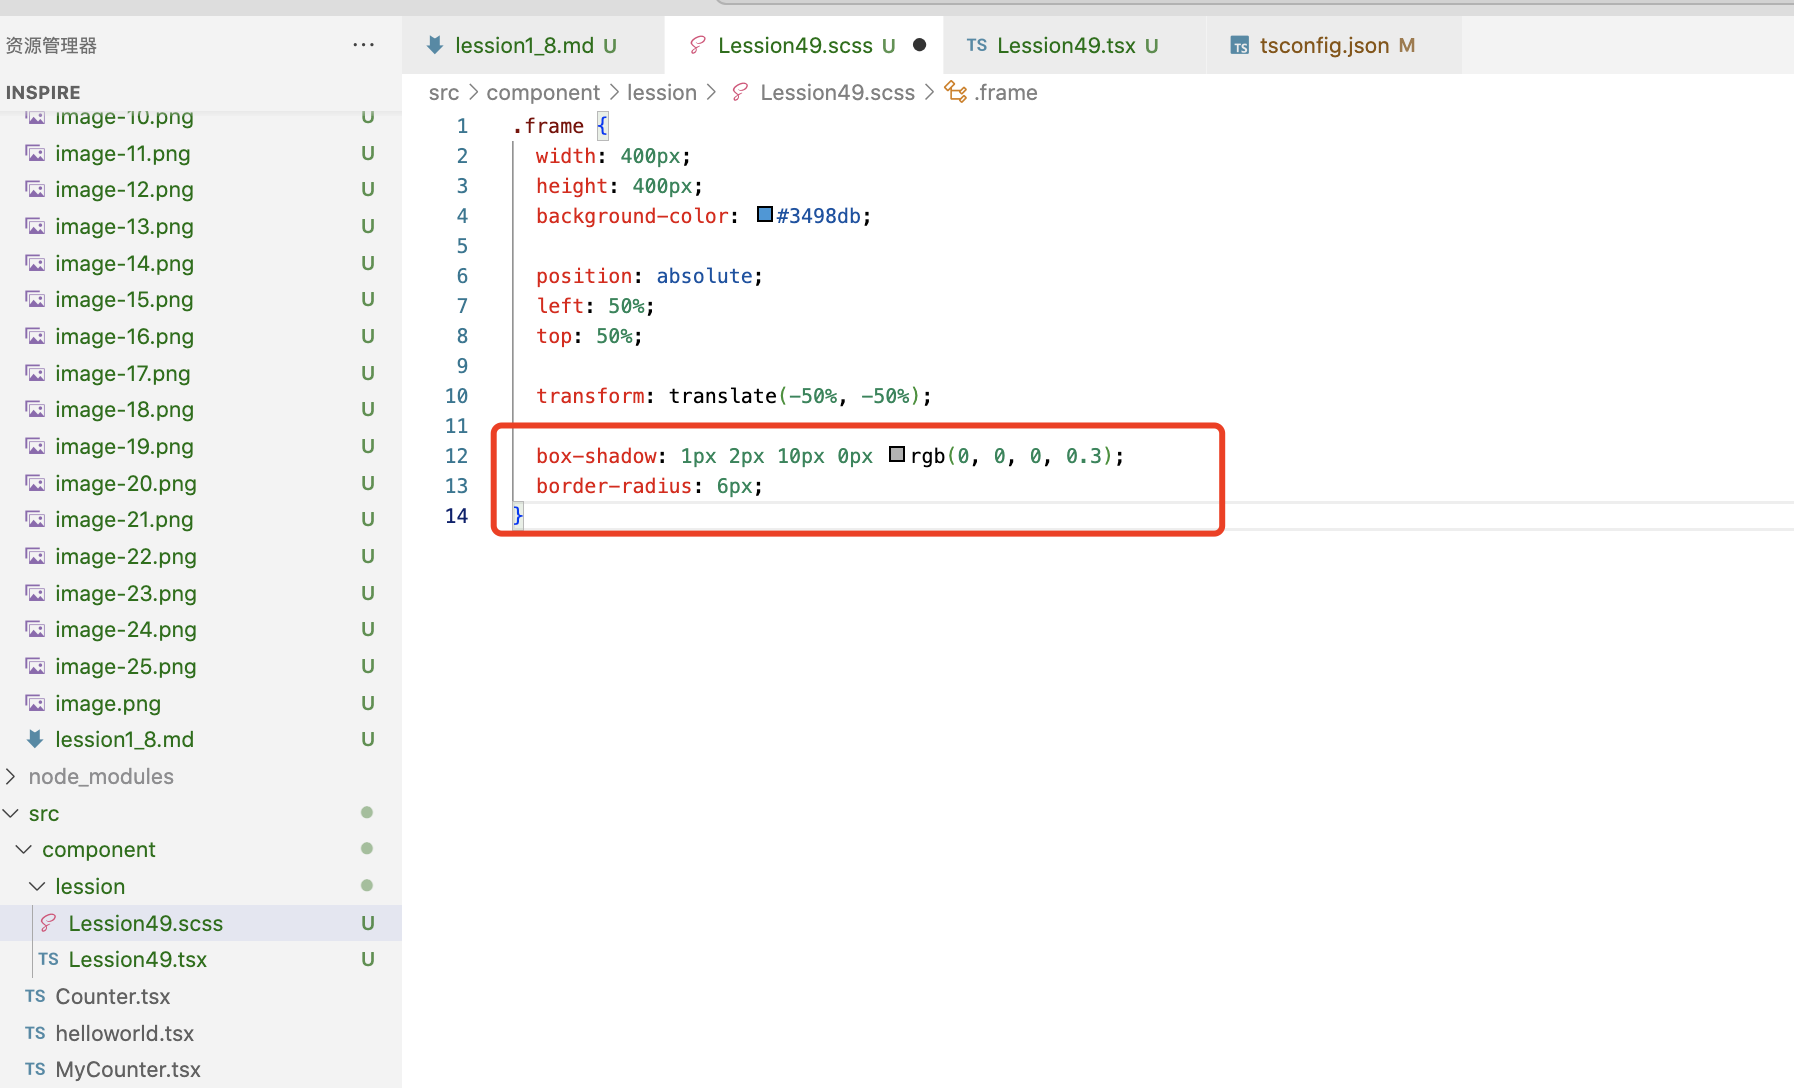 资源管理器 ···
INSPIRE
image-10.png U
image-11.png U
image-12.png U
image-13.png U
image-14.png U
image-15.png U
image-16.png U
image-17.png U
image-18.png U
image-19.png U
image-20.png U
image-21.png U
image-22.png U
image-23.png U
image-24.png U
image-25.png U
image.png U
lession1_8.md U
node_modules
src
component
lession
Lession49.scss U
TS Lession49.tsx U
TS Counter.tsx
TS helloworld.tsx
TS MyCounter.tsx
lession1_8.md U Lession49.scss U TS Lession49.tsx U TS tsconfig.json M
src > component > lession > Lession49.scss > .frame
1 .frame {
2 width: 400px;
3 height: 400px;
4 background-color: #3498db;
5
6 position: absolute;
7 left: 50%;
8 top: 50%;
9
10 transform: translate(-50%, -50%);
11
12 box-shadow: 1px 2px 10px 0px rgb(0, 0, 0, 0.3);
13 border-radius: 6px;
14 }